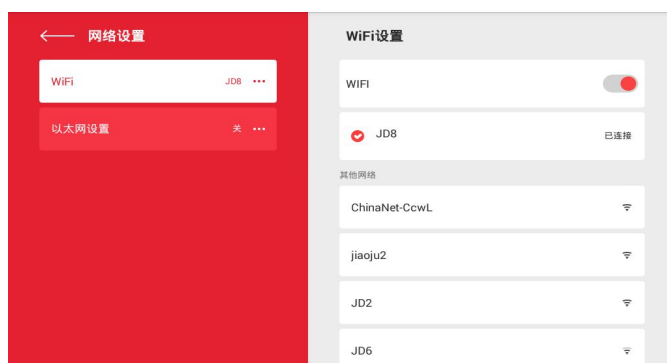 网络设置
WiFi JD8 •••
以太网设置 关 •••
WiFi设置
WIFI
JD8 已连接
其他网络
ChinaNet-CcwL
jiaoju2
JD2
JD6